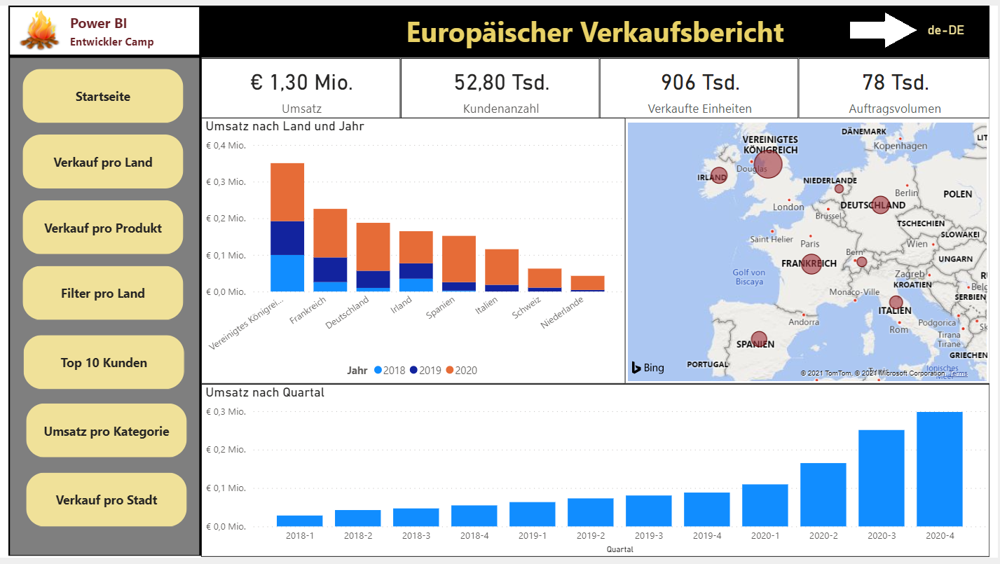 Power BI
Entwickler Camp
Europäischer Verkaufsbericht
de-DE
Startseite
Verkauf pro Land
Verkauf pro Produkt
Filter pro Land
Top 10 Kunden
Umsatz pro Kategorie
Verkauf pro Stadt
€ 1,30 Mio.
Umsatz
52,80 Tsd.
Kundenanzahl
906 Tsd.
Verkaufte Einheiten
78 Tsd.
Auftragsvolumen
Umsatz nach Land und Jahr
€ 0,4 Mio.
€ 0,3 Mio.
€ 0,2 Mio.
€ 0,1 Mio.
€ 0,0 Mio.
Vereinigtes Königrei...
Frankreich
Deutschland
Irland
Spanien
Italien
Schweiz
Niederlande
Jahr 2018 2019 2020
DÄNEMARK
LIT
VEREINIGTES
KÖNIGREICH
Kopenhagen
Douglas
IRLAND
NIEDERLANDE
Berlin
POLEN
London
DEUTSCHLAND
Brüssel
TSCHECHIEN
Saint Helier
Paris
SLOWAKEI
Wien
Bern
UNGARN
FRANKREICH
Golf von
Biscaya
Zagreb
KROATIEN
Monaco-Ville
Belg
SERBIEN
ITALIEN
Andorra
Rom
Podgorica
Sk
Tirana
Tiranë
SPANIEN
GRIECHEN
PORTUGAL
Bing
Ionisches
Meer
© 2021 TomTom, © 2021 Microsoft Corporation Terms
Umsatz nach Quartal
€ 0,3 Mio.
€ 0,2 Mio.
€ 0,1 Mio.
€ 0,0 Mio.
2018-1 2018-2 2018-3 2018-4 2019-1 2019-2 2019-3 2019-4 2020-1 2020-2 2020-3 2020-4
Quartal